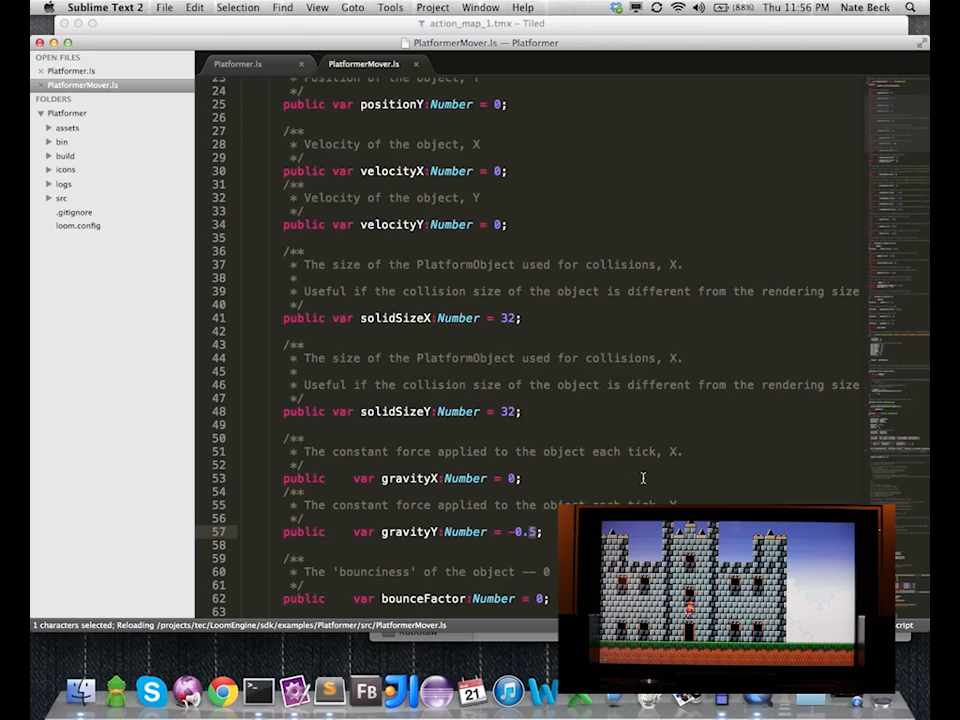 Sublime Text 2 File Edit Selection Find View Goto Tools Project Window Help (88%) Thu 11:56 PM Nate Beck
action_map_1.tmx — Tiled
PlatformerMover.ls — Platformer
OPEN FILES
× Platformer.ls
× PlatformerMover.ls
FOLDERS
Platformer
assets
bin
build
icons
logs
src
.gitignore
loom.config
Platformer.ls × PlatformerMover.ls ×
23 * Position of the object, Y
24 */
25 public var positionY:Number = 0;
26
27 /**
28 * Velocity of the object, X
29 */
30 public var velocityX:Number = 0;
31 /**
32 * Velocity of the object, Y
33 */
34 public var velocityY:Number = 0;
35
36 /**
37 * The size of the PlatformObject used for collisions, X.
38 *
39 * Useful if the collision size of the object is different from the rendering size
40 */
41 public var solidSizeX:Number = 32;
42
43 /**
44 * The size of the PlatformObject used for collisions, X.
45 *
46 * Useful if the collision size of the object is different from the rendering size
47 */
48 public var solidSizeY:Number = 32;
49
50 /**
51 * The constant force applied to the object each tick, X.
52 */
53 public var gravityX:Number = 0;
54 /**
55 * The constant force applied to the object each tick, Y
56 */
57 public var gravityY:Number = -0.5;
58
59 /**
60 * The 'bounciness' of the object -- 0
61 */
62 public var bounceFactor:Number = 0;
63
1 characters selected; Reloading /projects/tec/LoomEngine/sdk/examples/Platformer/src/PlatformerMover.ls
FB
21